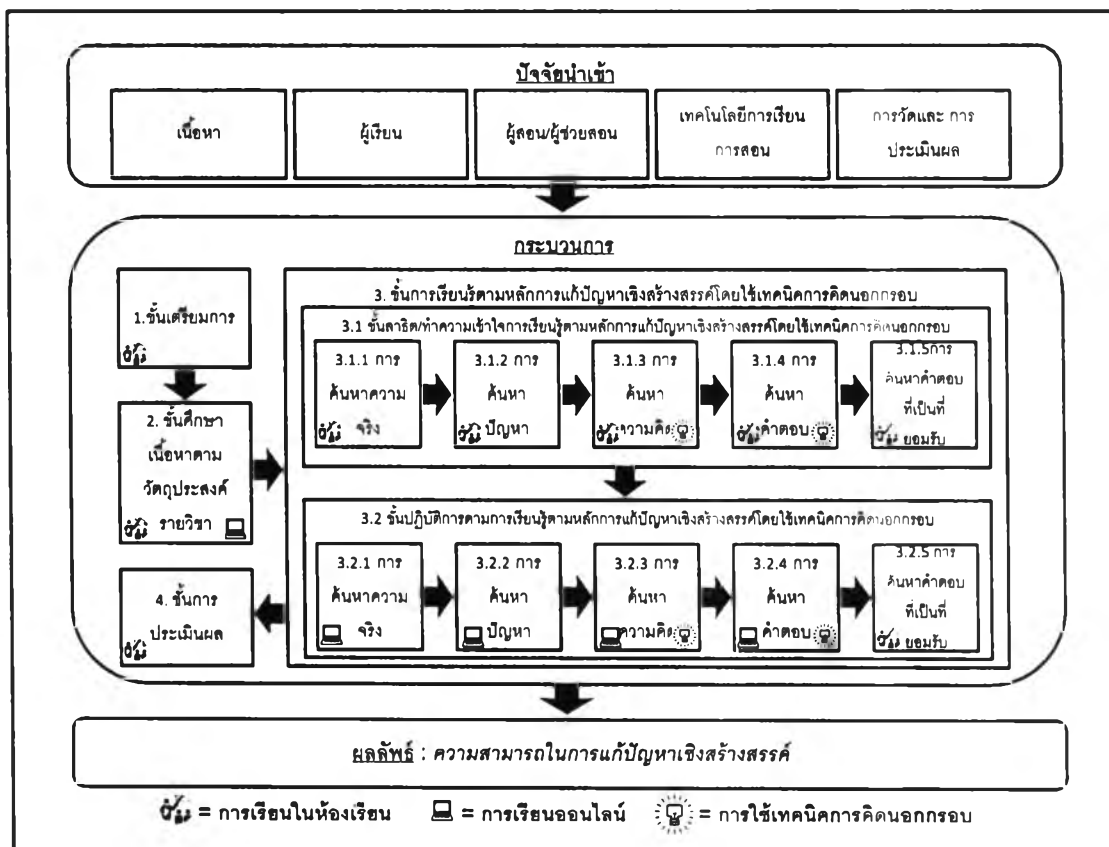 ปัจจัยนำเข้า
เนื้อหา
ผู้เรียน
ผู้สอน/ผู้ช่วยสอน
เทคโนโลยีการเรียน
การสอน
การวัดและ การ
ประเมินผล
กระบวนการ
1.ขั้นเตรียมการ
2. ขั้นศึกษา
เนื้อหาตาม
วัตถุประสงค์
รายวิชา
3. ขั้นการเรียนรู้ตามหลักการแก้ปัญหาเชิงสร้างสรรค์โดยใช้เทคนิคการคิดนอกกรอบ
3.1 ขั้นสาธิต/ทำความเข้าใจการเรียนรู้ตามหลักการแก้ปัญหาเชิงสร้างสรรค์โดยใช้เทคนิคการคิดนอกกรอบ
3.1.1 การ
ค้นหาความ
จริง
3.1.2 การ
ค้นหา
ปัญหา
3.1.3 การ
ค้นหา
ความคิด
3.1.4 การ
ค้นหา
คำตอบ
3.1.5การ
ค้นหาคำตอบ
ที่เป็นที่
ยอมรับ
3.2 ขั้นปฏิบัติการตามการเรียนรู้ตามหลักการแก้ปัญหาเชิงสร้างสรรค์โดยใช้เทคนิคการคิดนอกกรอบ
3.2.1 การ
ค้นหาความ
จริง
3.2.2 การ
ค้นหา
ปัญหา
3.2.3 การ
ค้นหา
ความคิด
3.2.4 การ
ค้นหา
คำตอบ
3.2.5 การ
ค้นหาคำตอบ
ที่เป็นที่
ยอมรับ
4. ขั้นการ
ประเมินผล
ผลลัพธ์ : ความสามารถในการแก้ปัญหาเชิงสร้างสรรค์
= การเรียนในห้องเรียน
= การเรียนออนไลน์
= การใช้เทคนิคการคิดนอกกรอบ